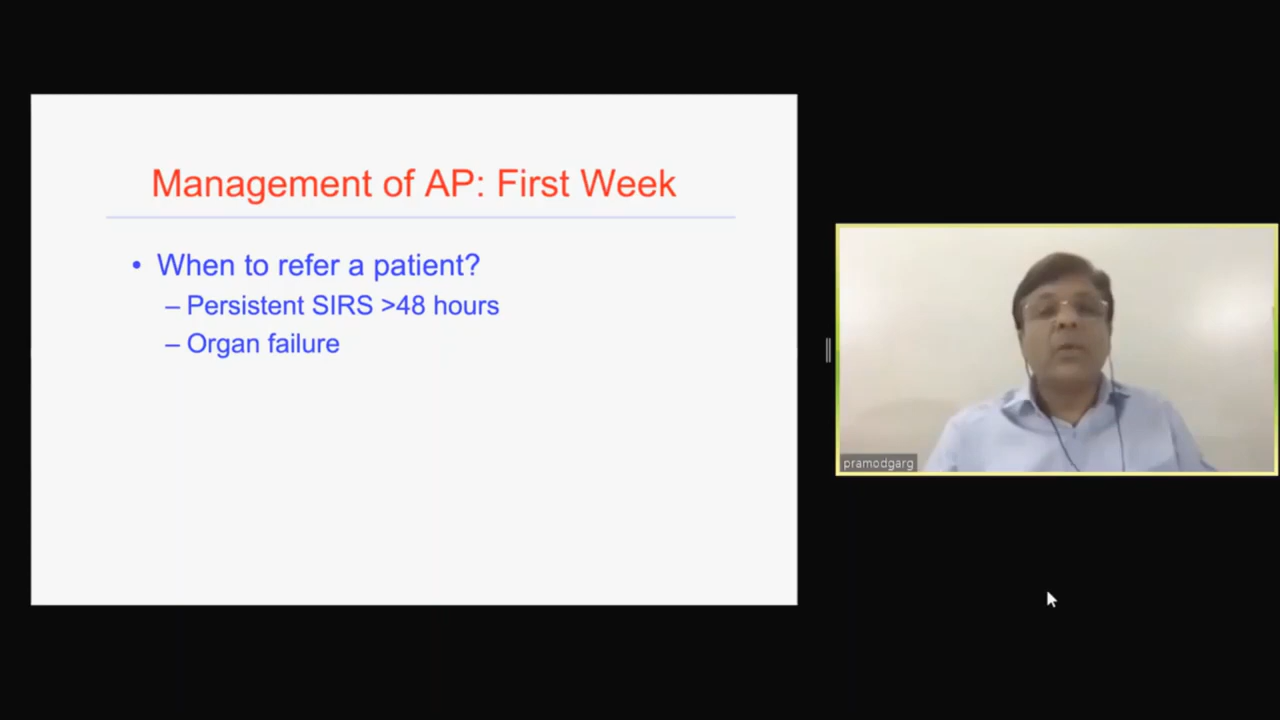 Management of AP: First Week
• When to refer a patient?
– Persistent SIRS >48 hours
– Organ failure
pramodgarg